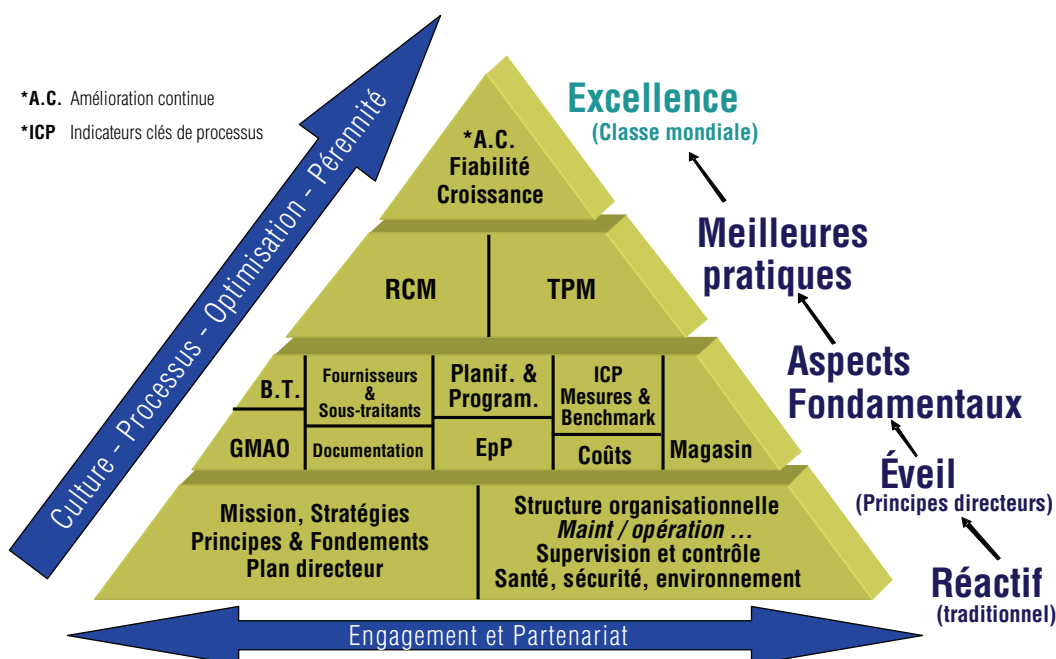 *A.C. Amélioration continue
*ICP Indicateurs clés de processus
Culture - Processus - Optimisation - Pérennité
*A.C.
Fiabilité
Croissance
RCM
TPM
B.T.
GMAO
Fournisseurs
&
Sous-traitants
Documentation
Planif. &
Program.
EpP
ICP
Mesures &
Benchmark
Coûts
Magasin
Mission, Stratégies
Principes & Fondements
Plan directeur
Structure organisationnelle
Maint / opération ...
Supervision et contrôle
Santé, sécurité, environnement
Excellence
(Classe mondiale)
Meilleures
pratiques
Aspects
Fondamentaux
Éveil
(Principes directeurs)
Réactif
(traditionnel)
Engagement et Partenariat